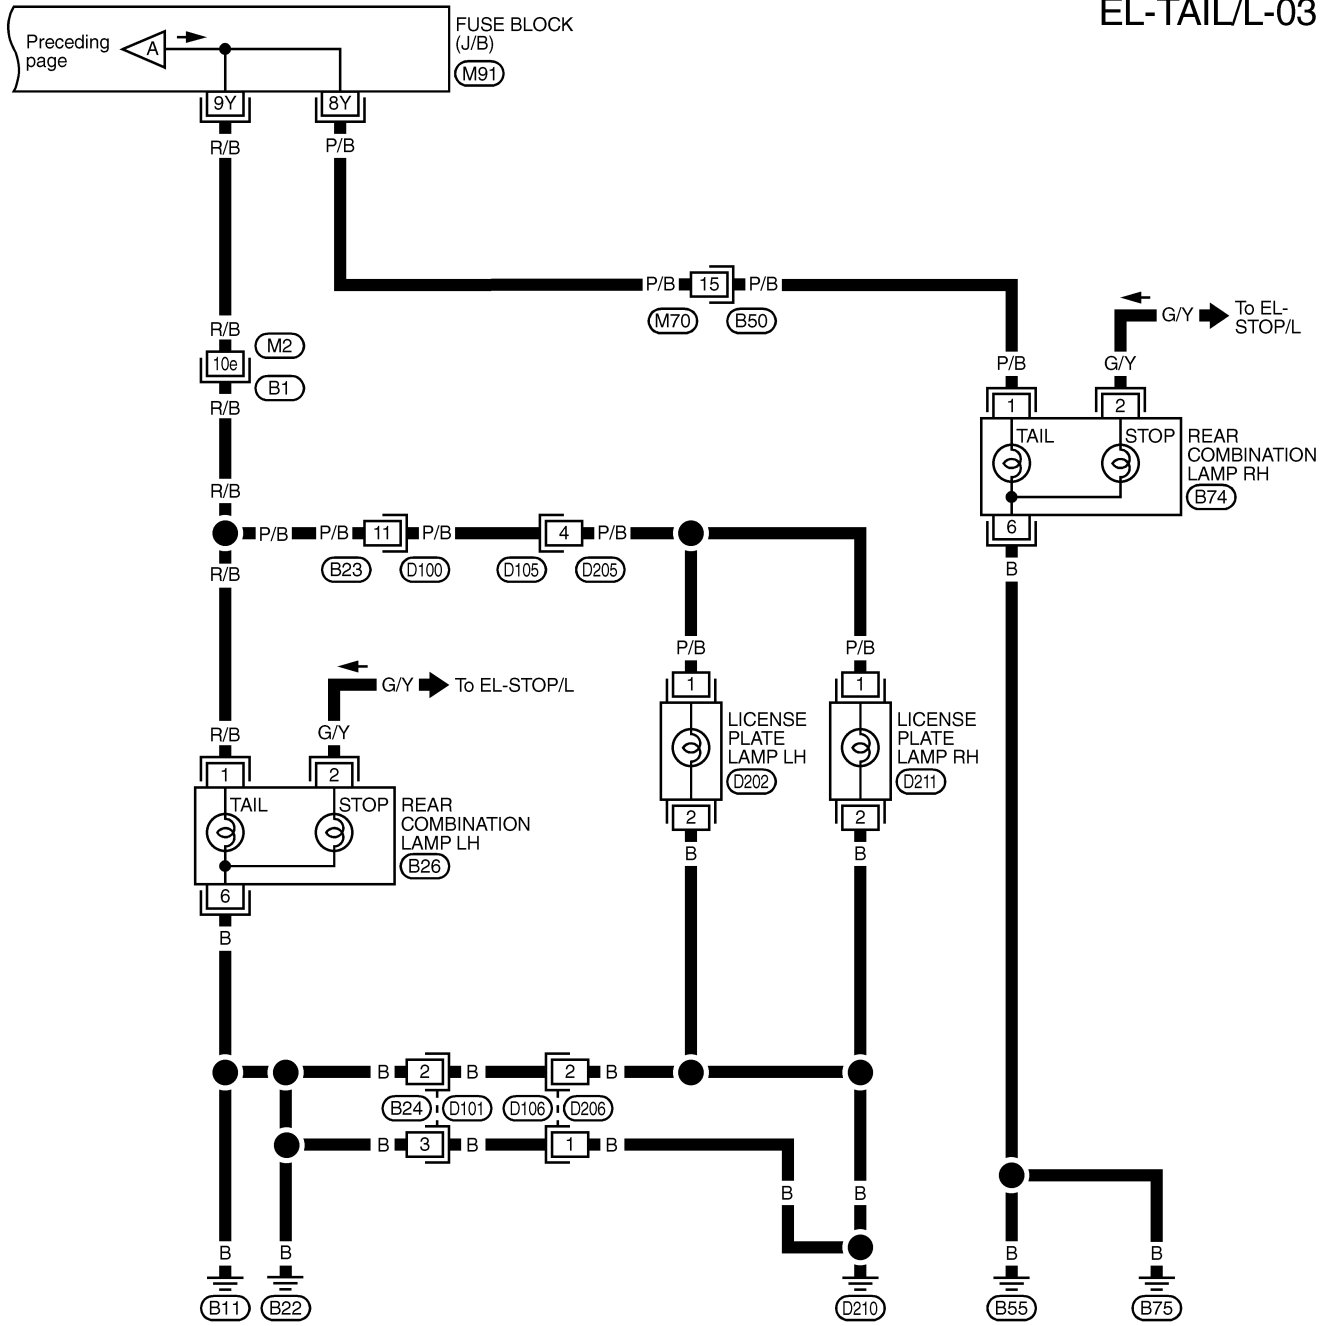 EL-TAIL/L-03
FUSE BLOCK
(J/B)
M91
Preceding
page
A
9Y
8Y
R/B
P/B
R/B
M2
10e
B1
R/B
P/B
15
P/B
M70
B50
G/Y
To EL-
STOP/L
P/B
G/Y
1
2
TAIL
STOP
REAR
COMBINATION
LAMP RH
B74
6
B
R/B
P/B
P/B
11
P/B
4
P/B
B23
D100
D105
D205
R/B
P/B
P/B
G/Y
To EL-STOP/L
R/B
G/Y
1
2
TAIL
STOP
REAR
COMBINATION
LAMP LH
B26
6
B
1
LICENSE
PLATE
LAMP LH
D202
2
B
1
LICENSE
PLATE
LAMP RH
D211
2
B
B
2
B
2
B
B24
D101
D106
D206
B
3
B
1
B
B
B
B
B
B
B
B11
B22
D210
B55
B75